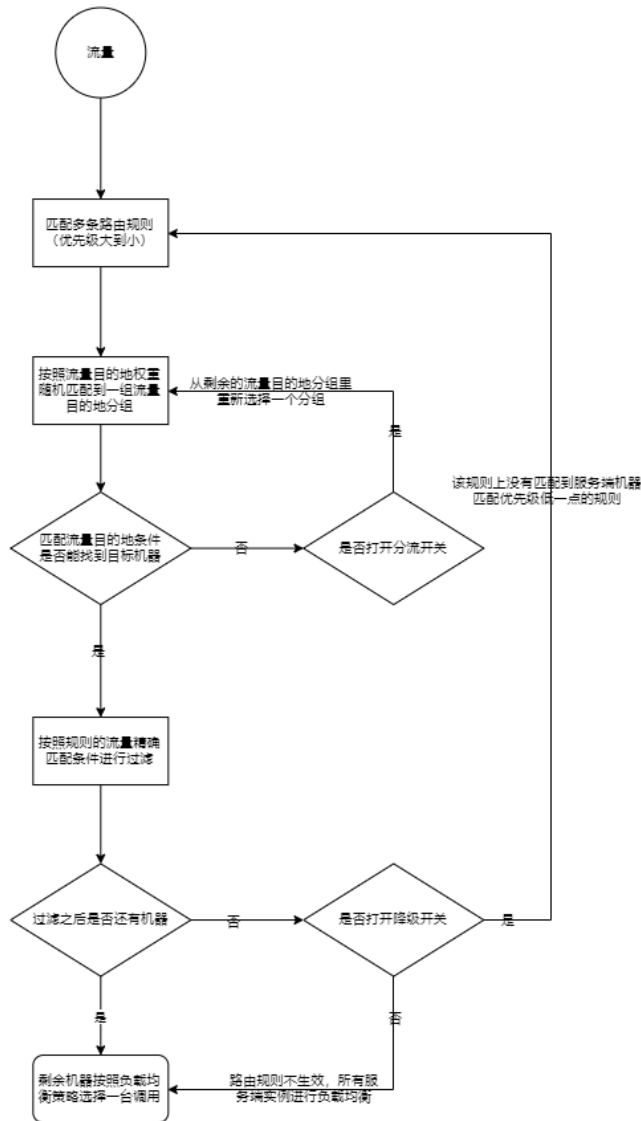 流量
匹配多条路由规则
（优先级大到小）
按照流量目的地权重
随机匹配到一组流量
目的地分组
从剩余的流量目的地分组里
重新选择一个分组
是
该规则上没有匹配到服务端机器
匹配优先级低一点的规则
匹配流量目的地条件
是否能找到目标机器
否
是否打开分流开关
是
按照规则的流量精确
匹配条件进行过滤
过滤之后是否还有机器
否
是否打开降级开关
是
是
否
剩余机器按照负载均
衡策略选择一台调用
路由规则不生效，所有服
务端实例进行负载均衡